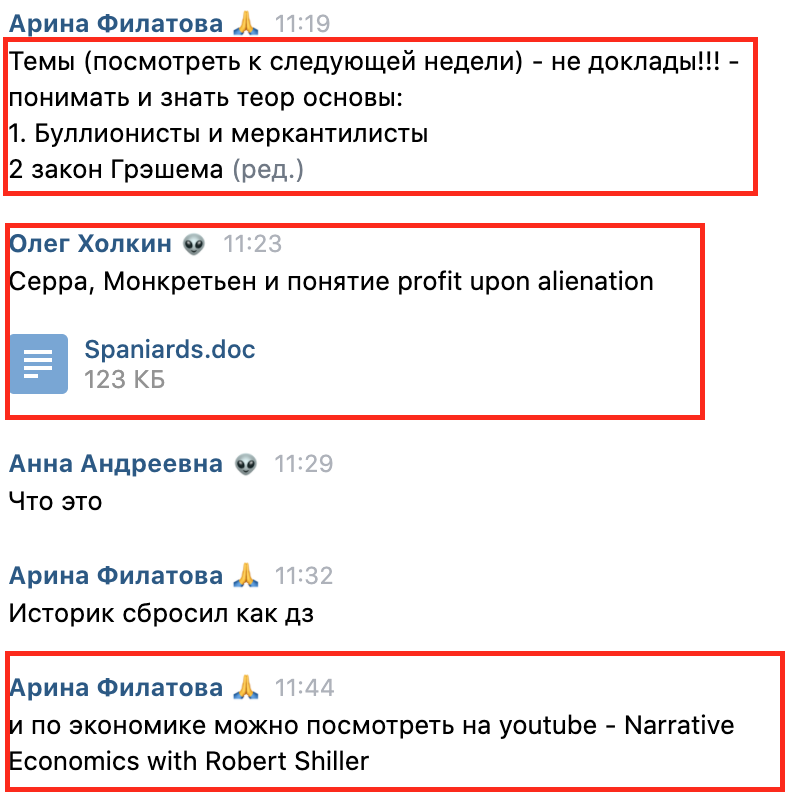 Арина Филатова 🙏 11:19
Темы (посмотреть к следующей недели) - не доклады!!! -
понимать и знать теор основы:
1. Буллионисты и меркантилисты
2 закон Грэшема (ред.)
Олег Холкин 👽 11:23
Серра, Монкретьен и понятие profit upon alienation
Spaniards.doc
123 КБ
Анна Андреевна 👽 11:29
Что это
Арина Филатова 🙏 11:32
Историк сбросил как дз
Арина Филатова 🙏 11:44
и по экономике можно посмотреть на youtube - Narrative
Economics with Robert Shiller